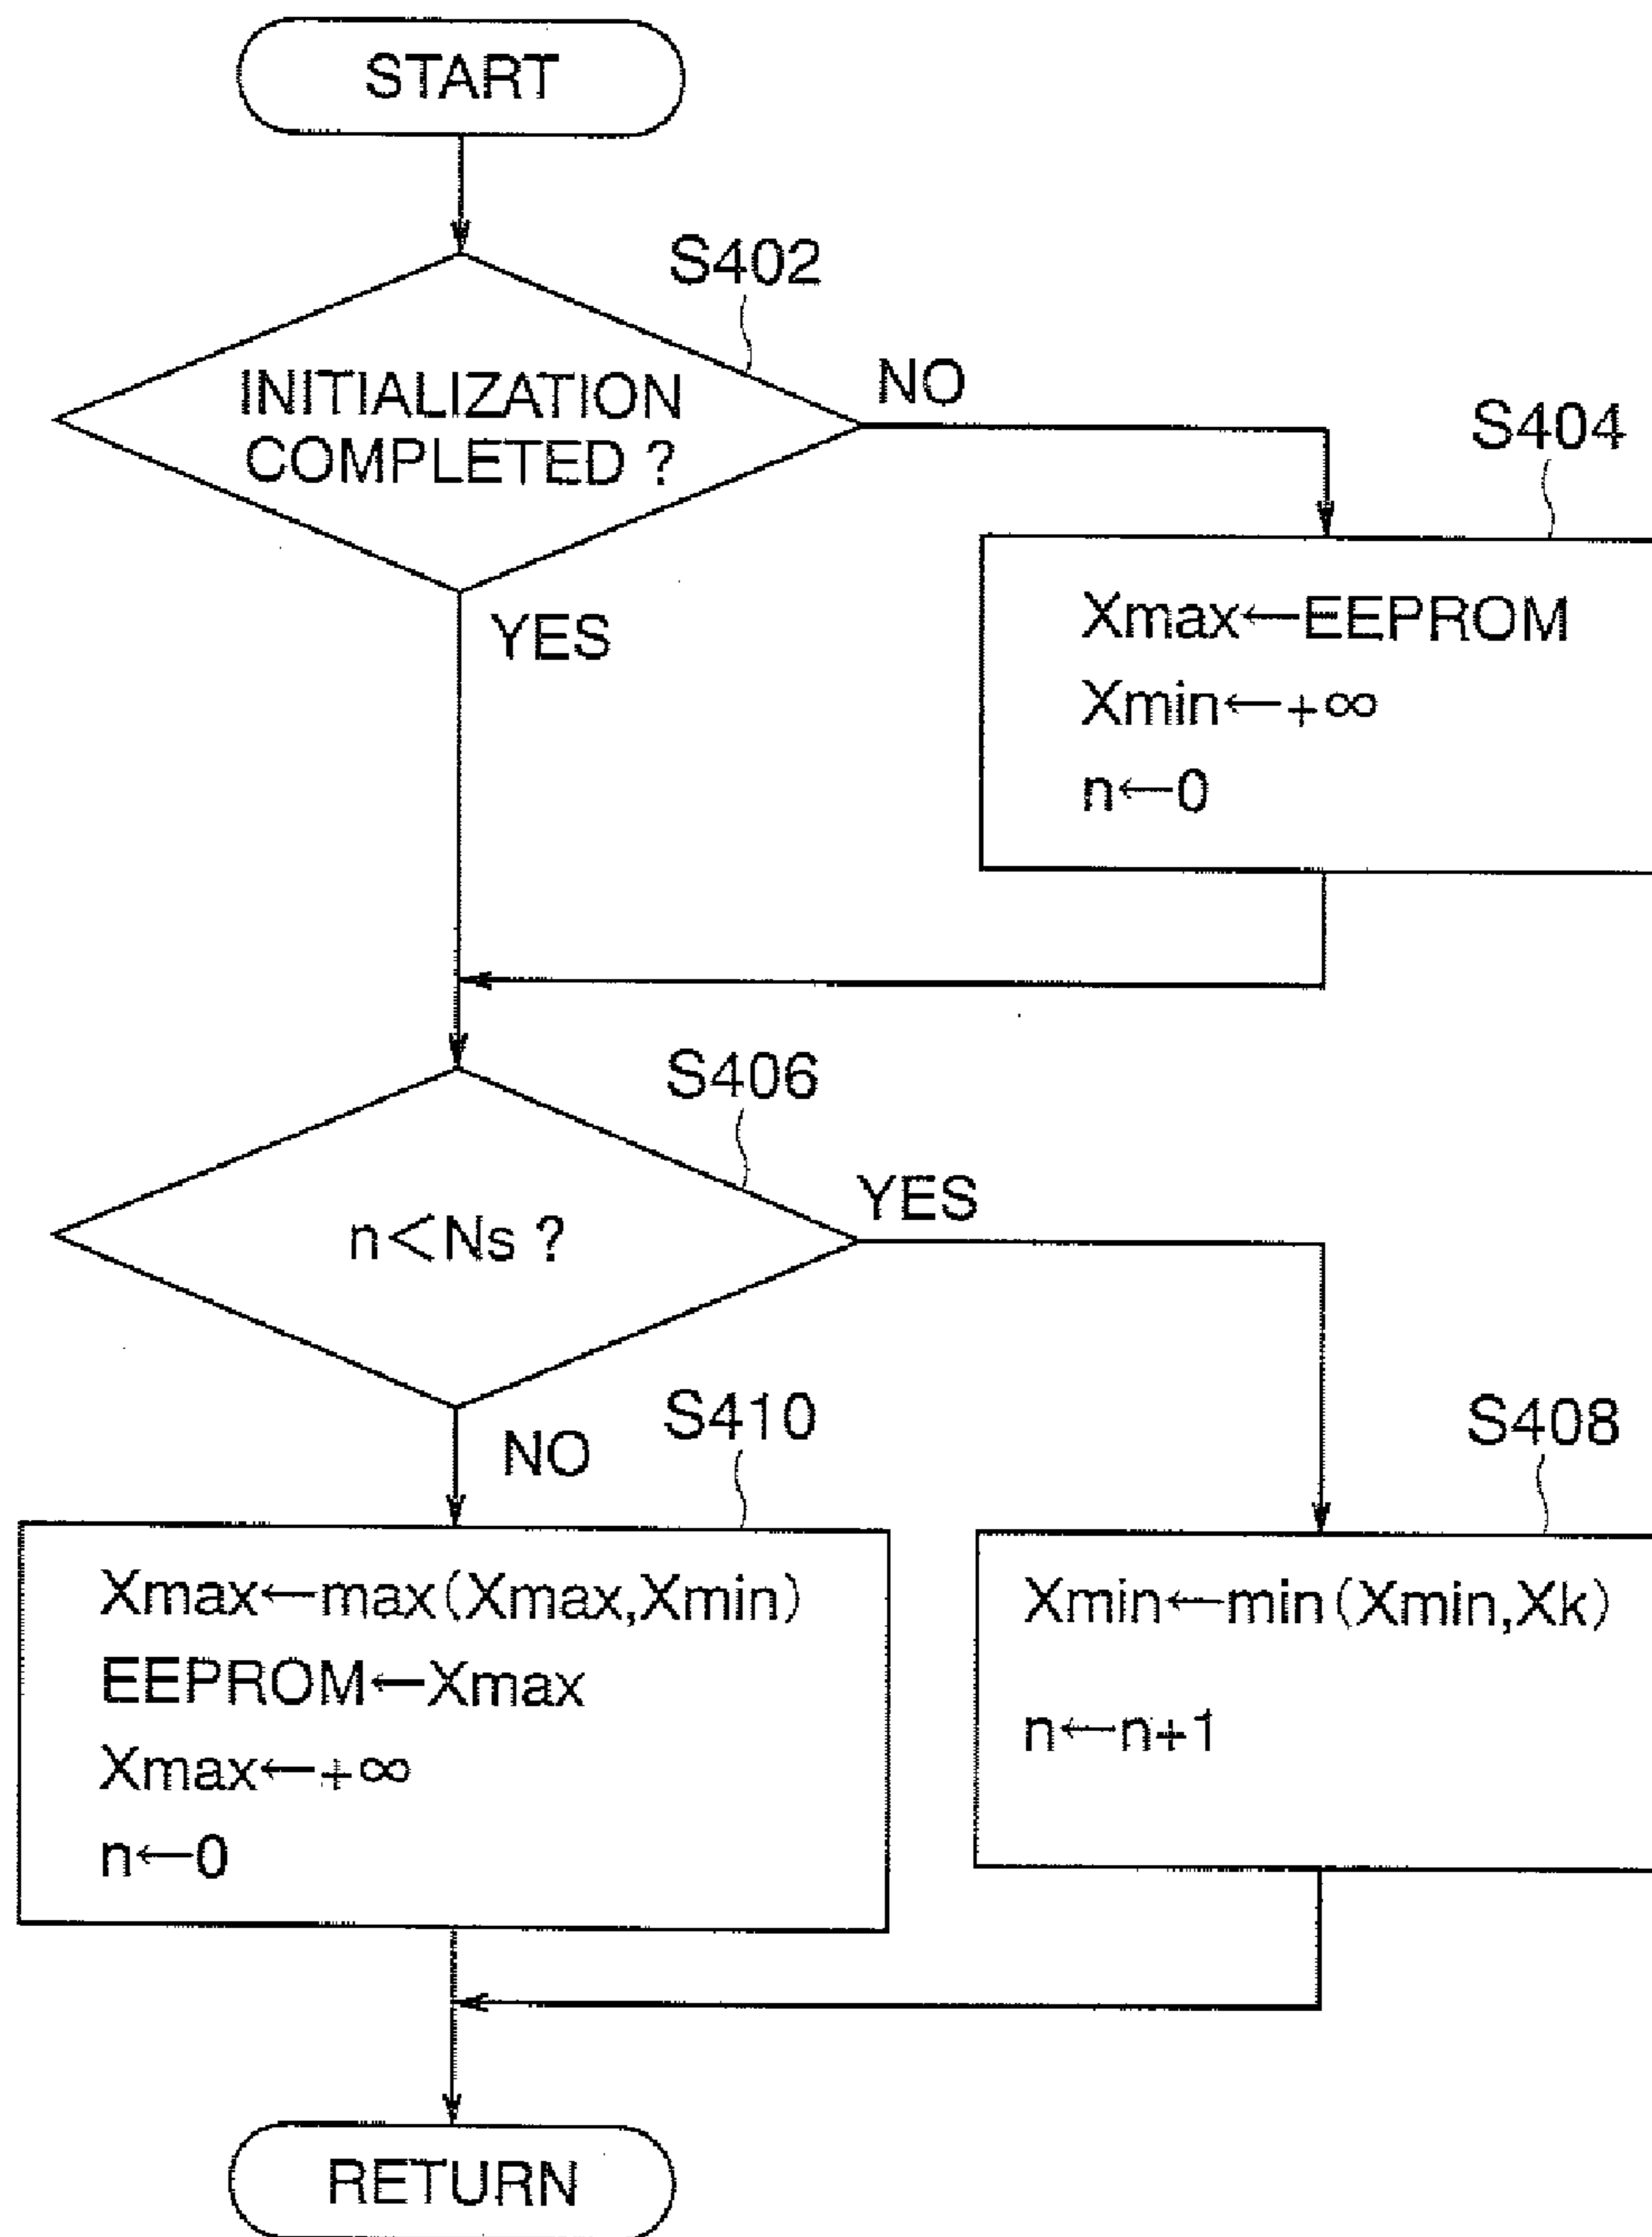 START
S402
INITIALIZATION
COMPLETED ?
NO
YES
S404
Xmax←EEPROM
Xmin←+∞
n←0
S406
n<Ns ?
YES
NO
S410
Xmax←max(Xmax,Xmin)
EEPROM←Xmax
Xmax←+∞
n←0
S408
Xmin←min(Xmin,Xk)
n←n+1
RETURN